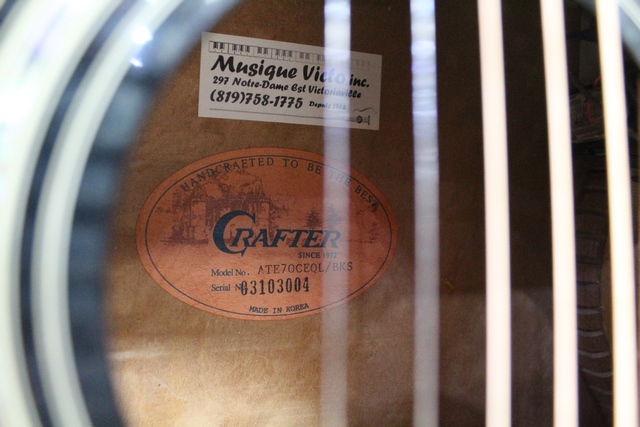 Musique Victo inc.
297 Notre-Dame Est Victoriaville
(819)758-1775 Depuis
HANDCRAFTED TO BE THE BEST
CRAFTER
SINCE 1972
Model No. ATE70CEQL/BKS
Serial No. 03103004
MADE IN KOREA